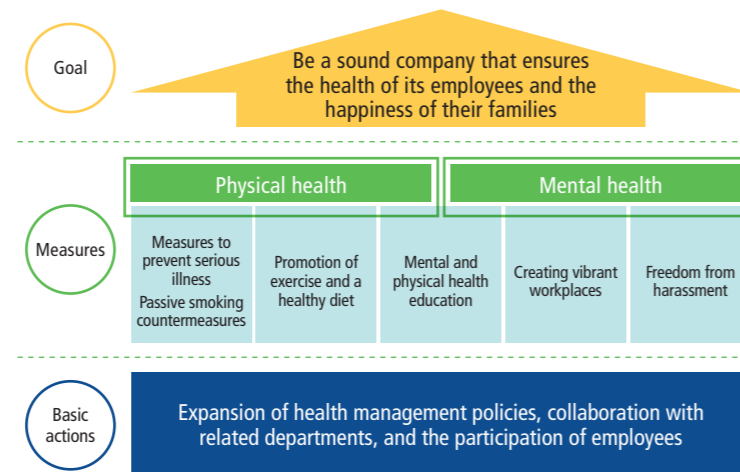 Goal
Be a sound company that ensures
the health of its employees and the
happiness of their families
Measures
Physical health
Mental health
Measures to
prevent serious
illness
Passive smoking
countermeasures
Promotion of
exercise and a
healthy diet
Mental and
physical health
education
Creating vibrant
workplaces
Freedom from
harassment
Basic
actions
Expansion of health management policies, collaboration with
related departments, and the participation of employees